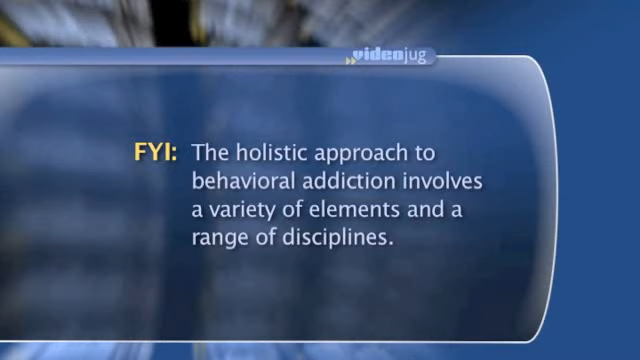 videojug
FYI: The holistic approach to
behavioral addiction involves
a variety of elements and a
range of disciplines.